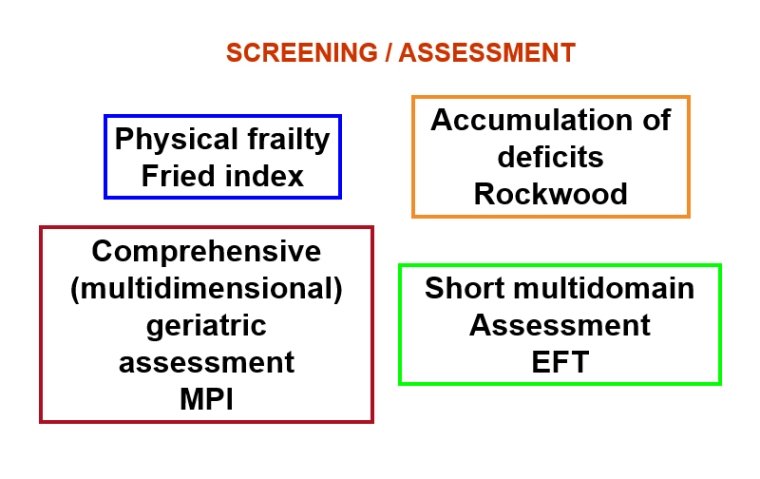 SCREENING / ASSESSMENT
Physical frailty
Fried index
Accumulation of
deficits
Rockwood
Comprehensive
(multidimensional)
geriatric
assessment
MPI
Short multidomain
Assessment
EFT